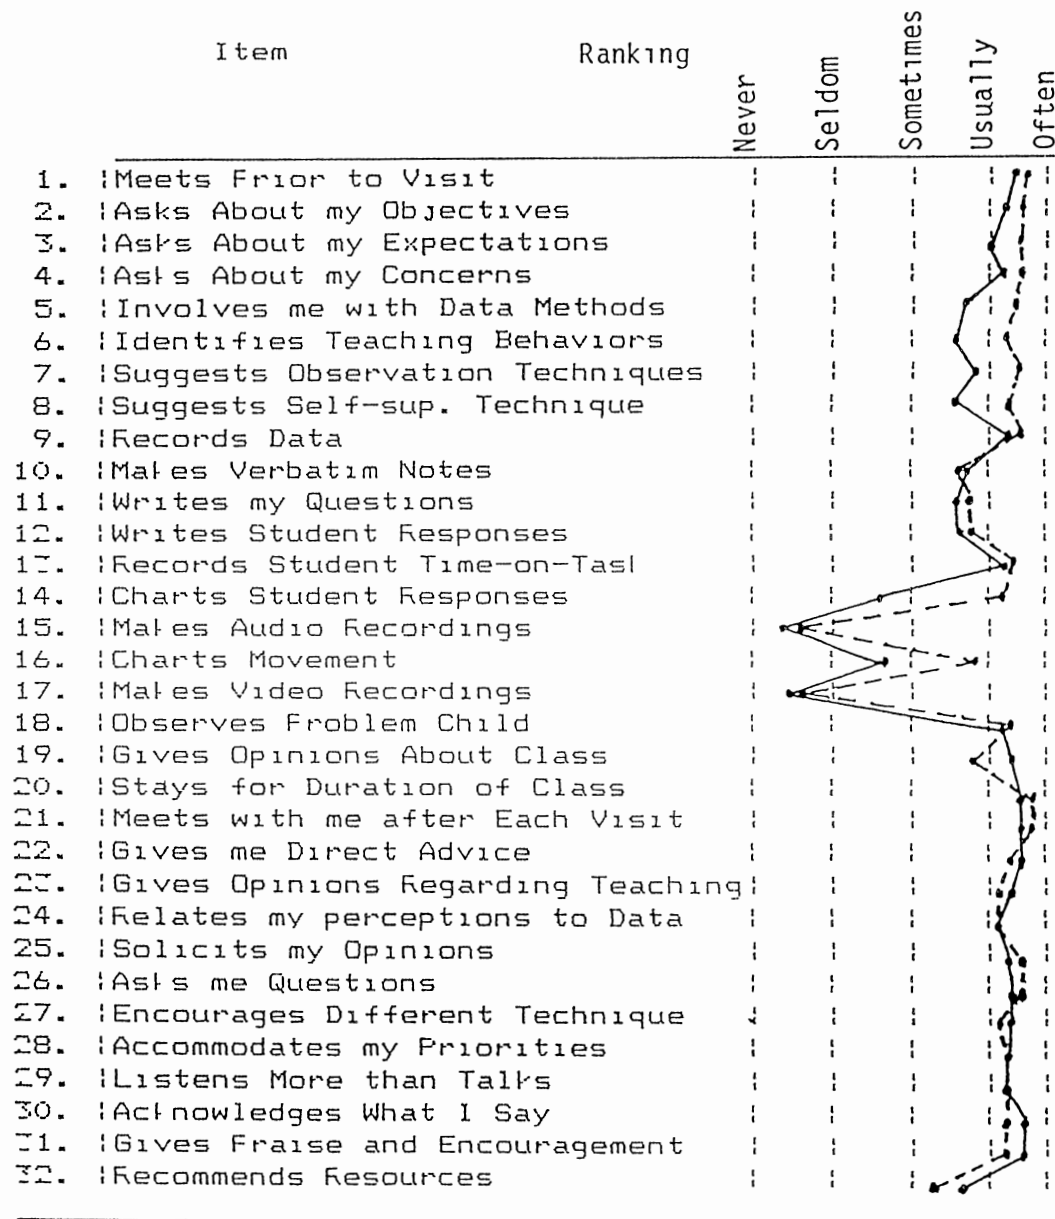 Item Ranking Never Seldom Sometimes Usually Often
1. Meets Prior to Visit
2. Asks About my Objectives
3. Asks About my Expectations
4. Asks About my Concerns
5. Involves me with Data Methods
6. Identifies Teaching Behaviors
7. Suggests Observation Techniques
8. Suggests Self-sup. Technique
9. Records Data
10. Makes Verbatim Notes
11. Writes my Questions
12. Writes Student Responses
13. Records Student Time-on-Task
14. Charts Student Responses
15. Makes Audio Recordings
16. Charts Movement
17. Makes Video Recordings
18. Observes Problem Child
19. Gives Opinions About Class
20. Stays for Duration of Class
21. Meets with me after Each Visit
22. Gives me Direct Advice
23. Gives Opinions Regarding Teaching
24. Relates my perceptions to Data
25. Solicits my Opinions
26. Asks me Questions
27. Encourages Different Technique
28. Accommodates my Priorities
29. Listens More than Talks
30. Acknowledges What I Say
31. Gives Praise and Encouragement
32. Recommends Resources